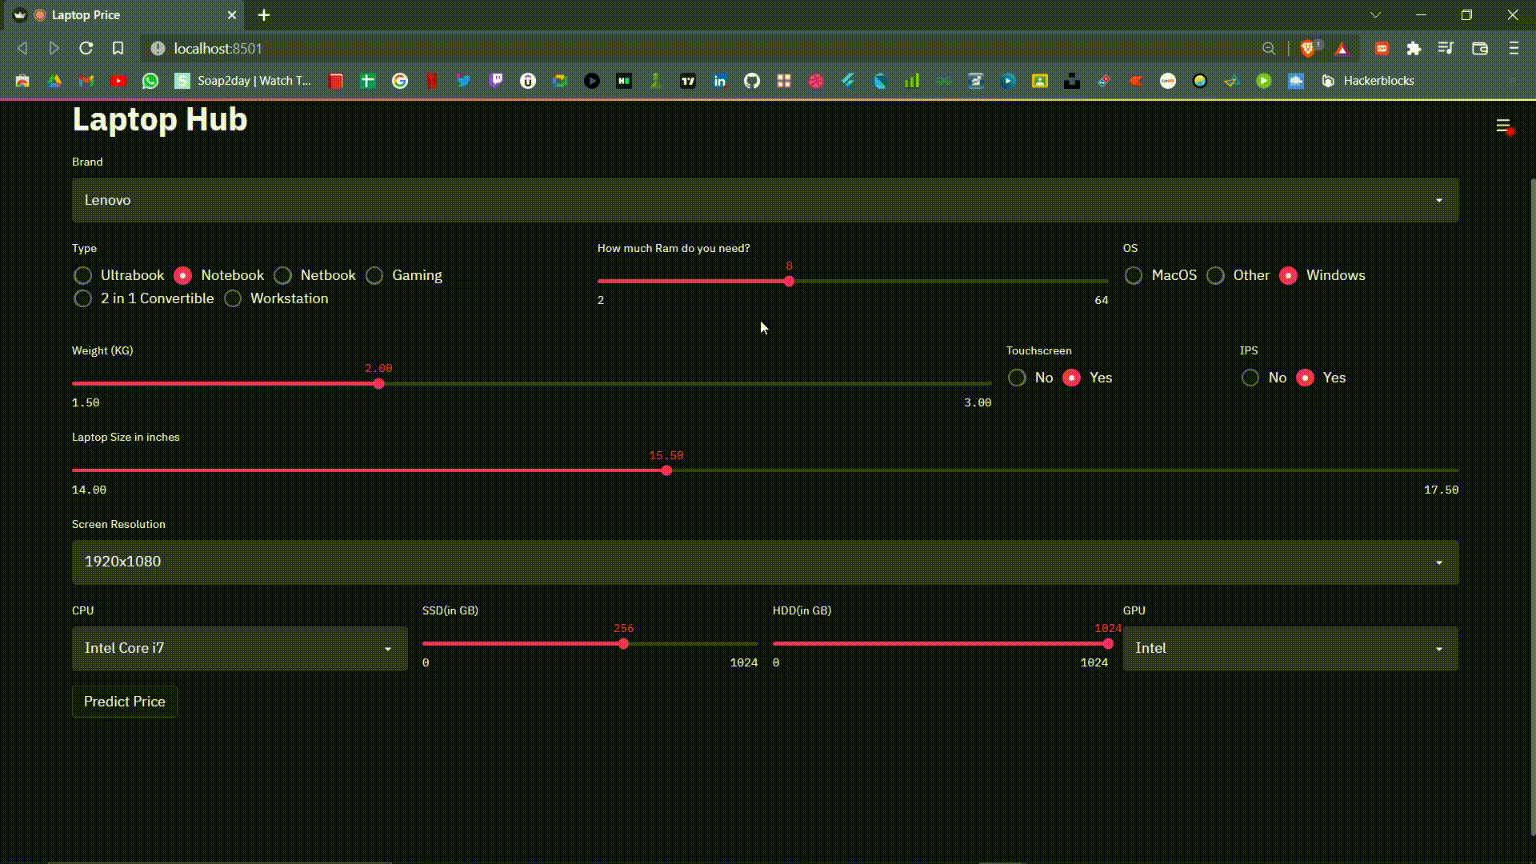 Laptop Price
localhost:8501
Soap2day | Watch T...
Hackerblocks
Laptop Hub
Brand
Lenovo
Type
Ultrabook Notebook Netbook Gaming
2 in 1 Convertible Workstation
How much Ram do you need?
8
2 64
OS
MacOS Other Windows
Weight (KG)
2.00
1.50 3.00
Touchscreen
No Yes
IPS
No Yes
Laptop Size in inches
15.50
14.00 17.50
Screen Resolution
1920x1080
CPU
Intel Core i7
SSD(in GB)
256
0 1024
HDD(in GB)
1024
0 1024
GPU
Intel
Predict Price